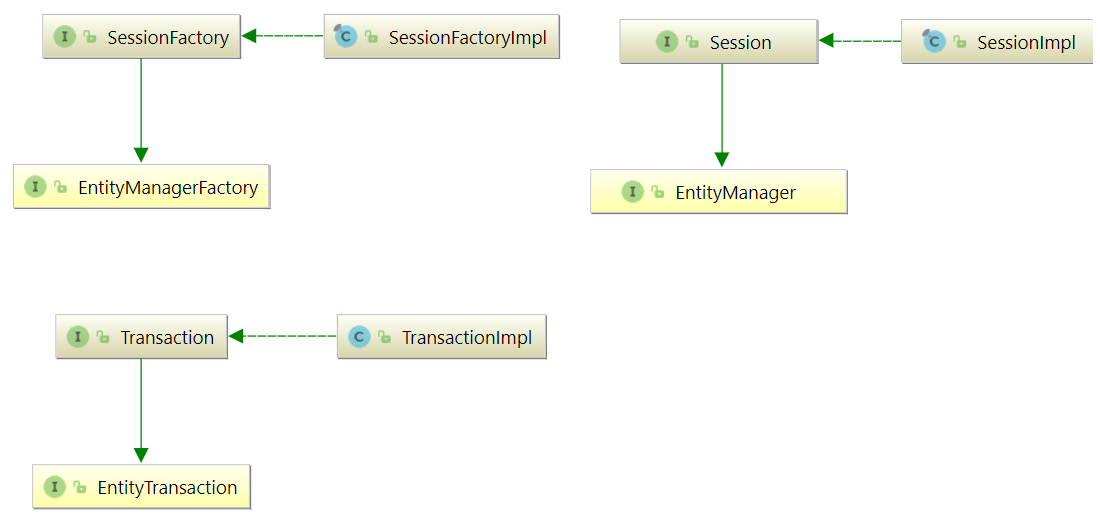 I SessionFactory
C SessionFactoryImpl
I Session
C SessionImpl
I EntityManagerFactory
I EntityManager
I Transaction
C TransactionImpl
I EntityTransaction